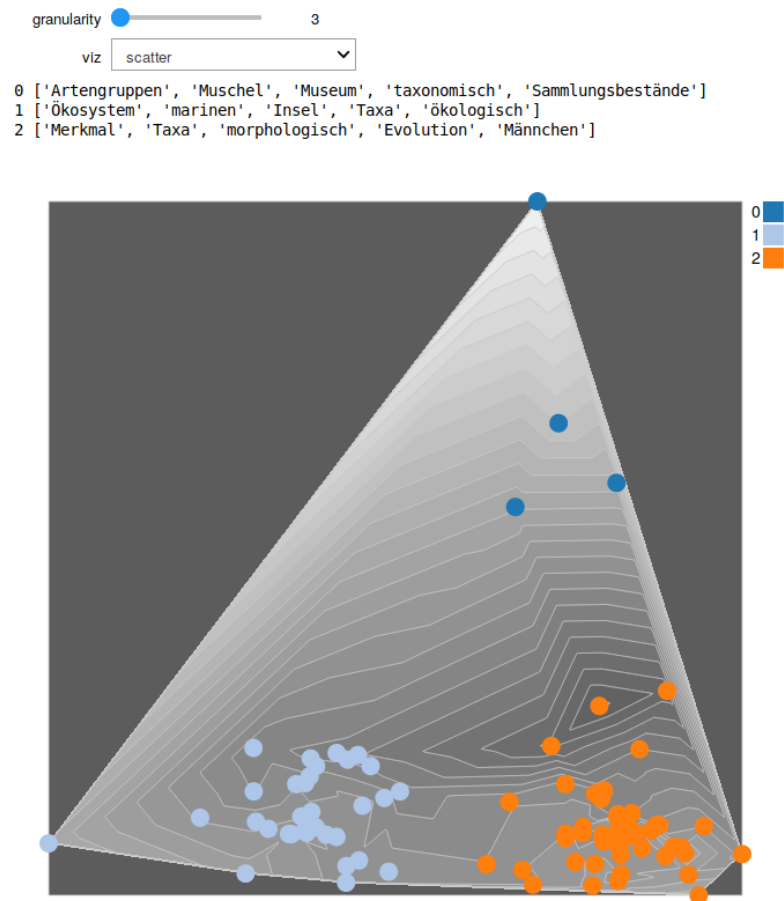 granularity 3
viz scatter
0 ['Artengruppen', 'Muschel', 'Museum', 'taxonomisch', 'Sammlungsbestände']
1 ['Ökosystem', 'marinen', 'Insel', 'Taxa', 'ökologisch']
2 ['Merkmal', 'Taxa', 'morphologisch', 'Evolution', 'Männchen']
0
1
2